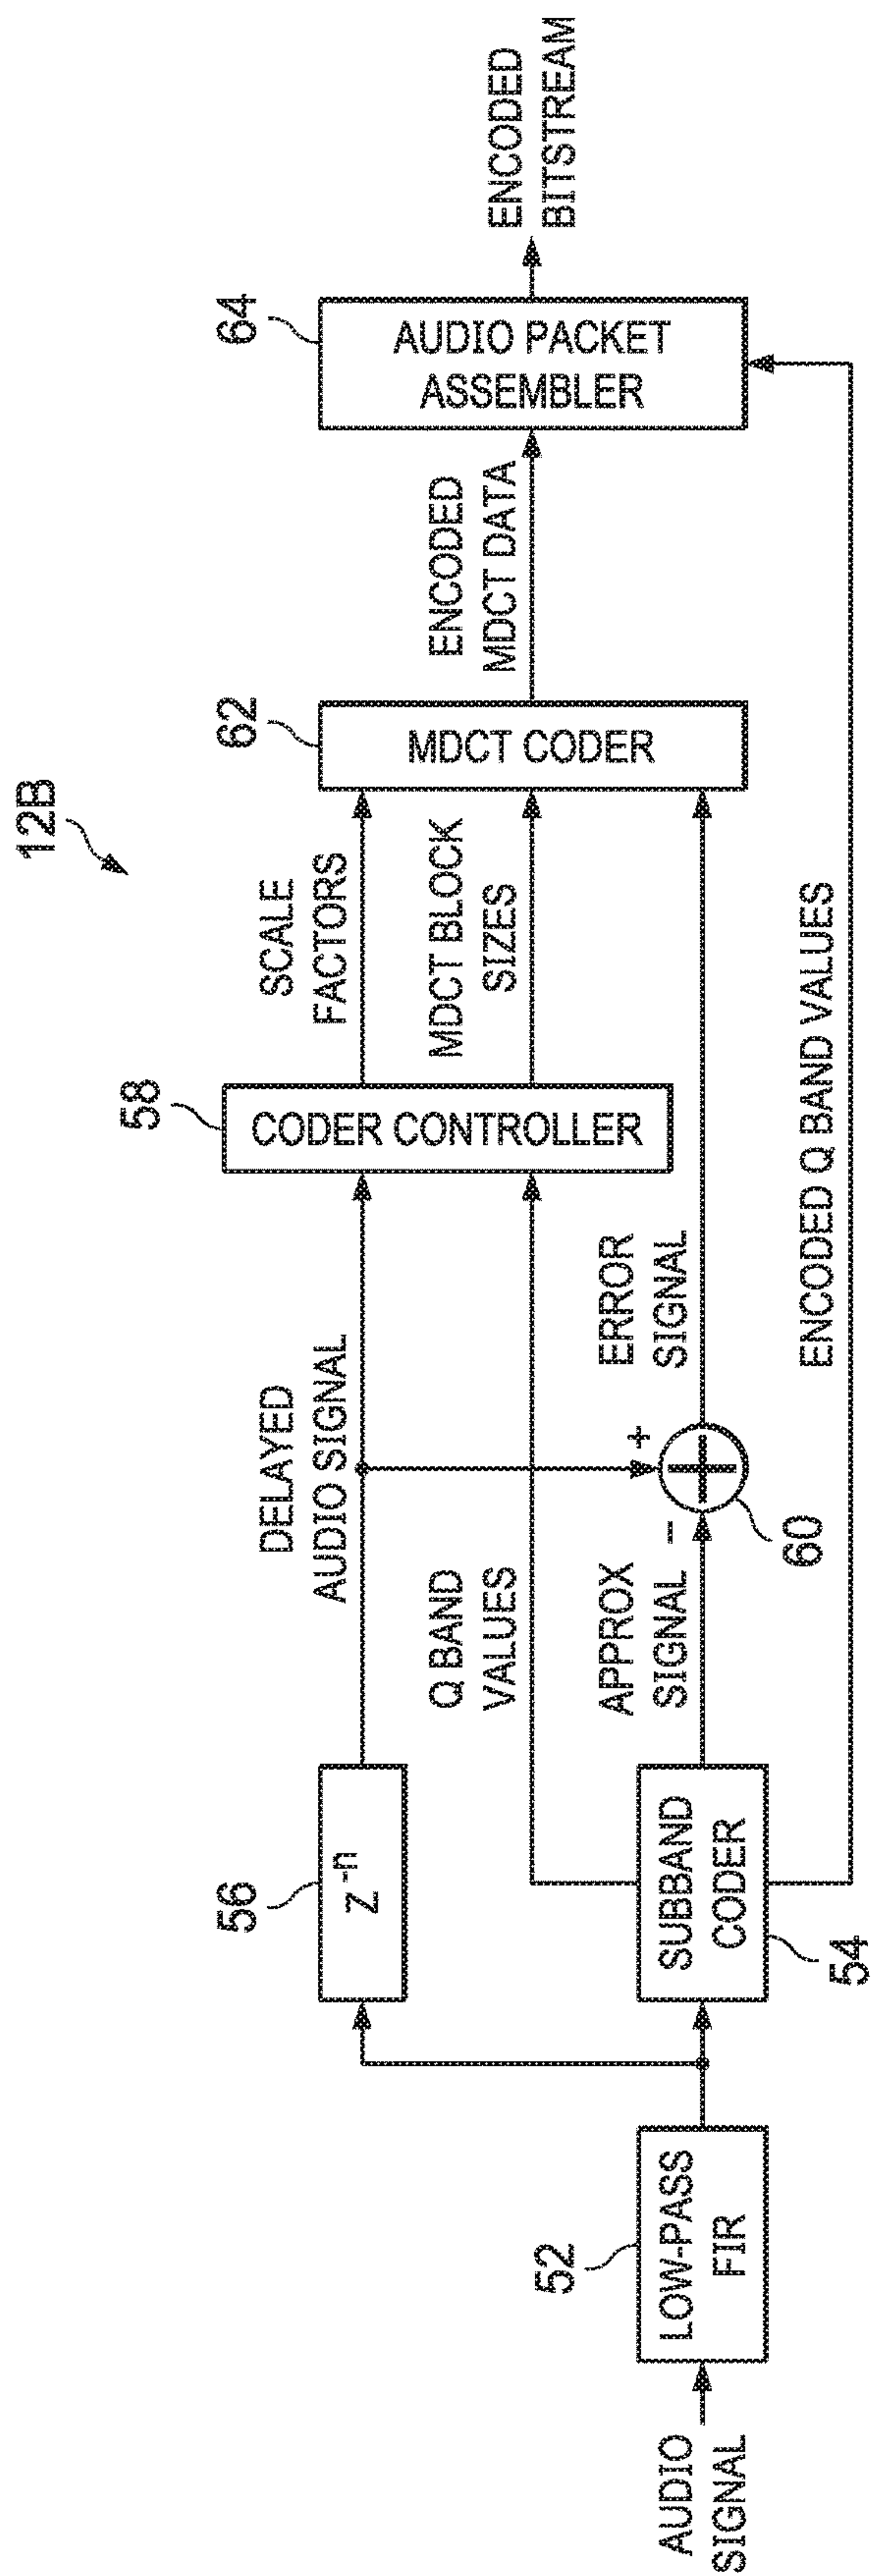 12B
AUDIO
SIGNAL
52
LOW-PASS
FIR
56
z-n
SUBBAND
CODER
54
DELAYED
AUDIO SIGNAL
Q BAND
VALUES
APPROX
SIGNAL
-
+
60
ERROR
SIGNAL
58
CODER CONTROLLER
SCALE
FACTORS
MDCT BLOCK
SIZES
ENCODED Q BAND VALUES
62
MDCT CODER
ENCODED
MDCT DATA
64
AUDIO PACKET
ASSEMBLER
ENCODED
BITSTREAM